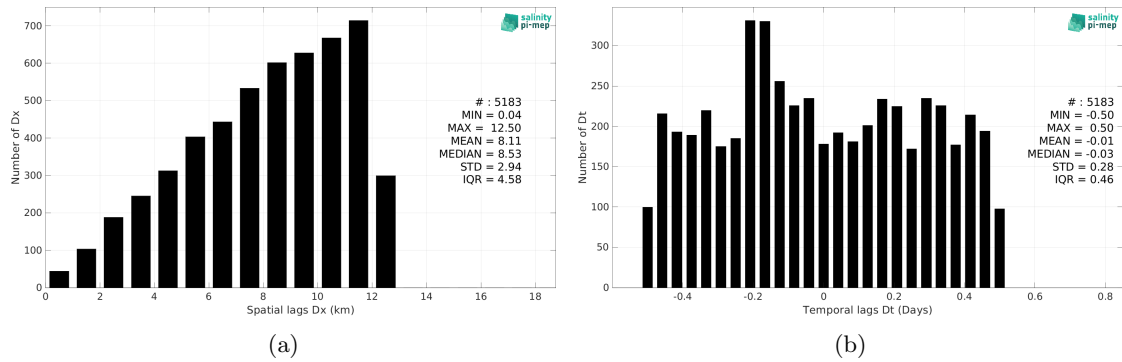 700
600
500
400
300
200
100
0
Number of Dx
0 2 4 6 8 10 12 14 16 18
Spatial lags Dx (km)
salinity
pi-mep
# : 5183
MIN = 0.04
MAX = 12.50
MEAN = 8.11
MEDIAN = 8.53
STD = 2.94
IQR = 4.58
(a)
300
250
200
150
100
50
0
Number of Dt
-0.4 -0.2 0 0.2 0.4 0.6 0.8
Temporal lags Dt (Days)
salinity
pi-mep
# : 5183
MIN = -0.50
MAX = 0.50
MEAN = -0.01
MEDIAN = -0.03
STD = 0.28
IQR = 0.46
(b)